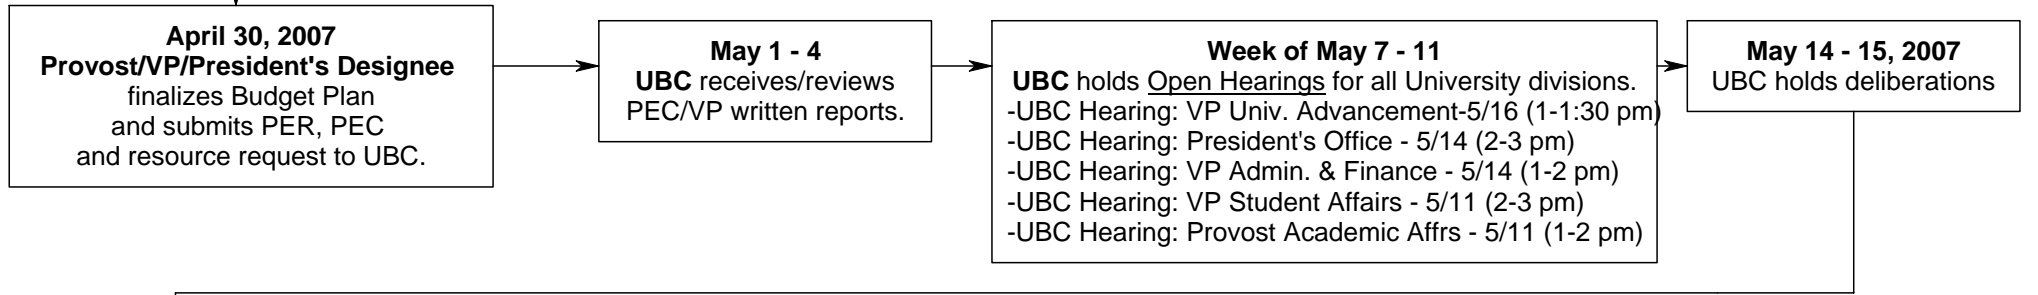 April 30, 2007
Provost/VP/President's Designee
finalizes Budget Plan
and submits PER, PEC
and resource request to UBC.
May 1 - 4
UBC receives/reviews
PEC/VP written reports.
Week of May 7 - 11
UBC holds Open Hearings for all University divisions.
-UBC Hearing: VP Univ. Advancement-5/16 (1-1:30 pm)
-UBC Hearing: President's Office - 5/14 (2-3 pm)
-UBC Hearing: VP Admin. & Finance - 5/14 (1-2 pm)
-UBC Hearing: VP Student Affairs - 5/11 (2-3 pm)
-UBC Hearing: Provost Academic Affrs - 5/11 (1-2 pm)
May 14 - 15, 2007
UBC holds deliberations